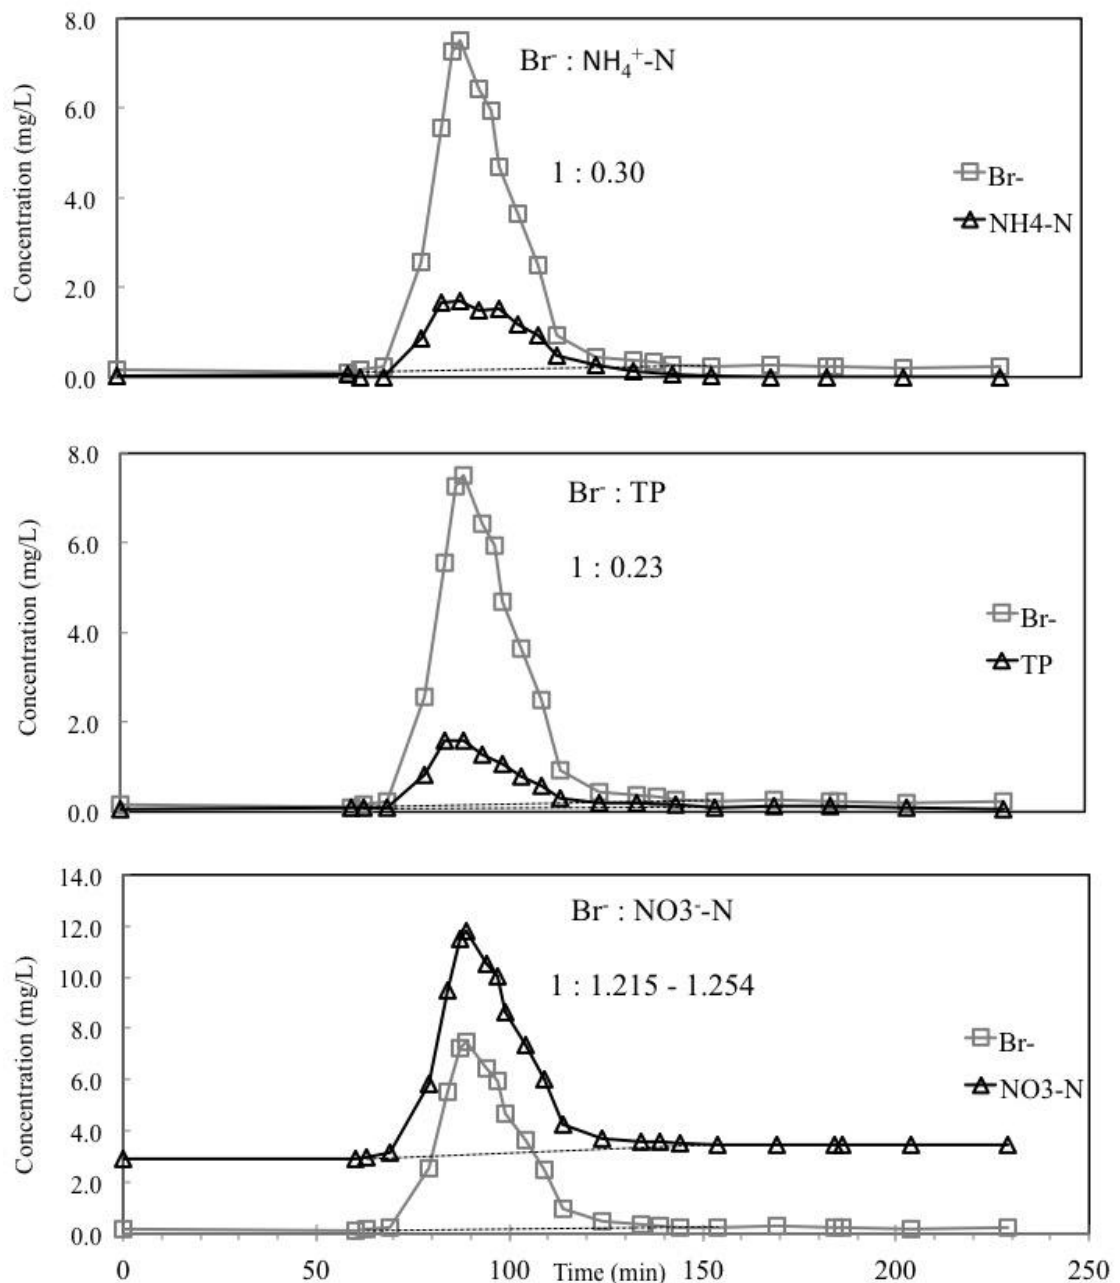 8.0
Br⁻ : NH₄⁺-N
6.0
1 : 0.30
Br-
4.0
NH4-N
2.0
0.0
Concentration (mg/L)
8.0
Br⁻ : TP
6.0
1 : 0.23
4.0
Br-
TP
2.0
0.0
Concentration (mg/L)
14.0
Br⁻ : NO3⁻-N
12.0
10.0
1 : 1.215 - 1.254
8.0
Br-
6.0
NO3-N
4.0
2.0
0.0
Concentration (mg/L)
0 50 100 150 200 250
Time (min)